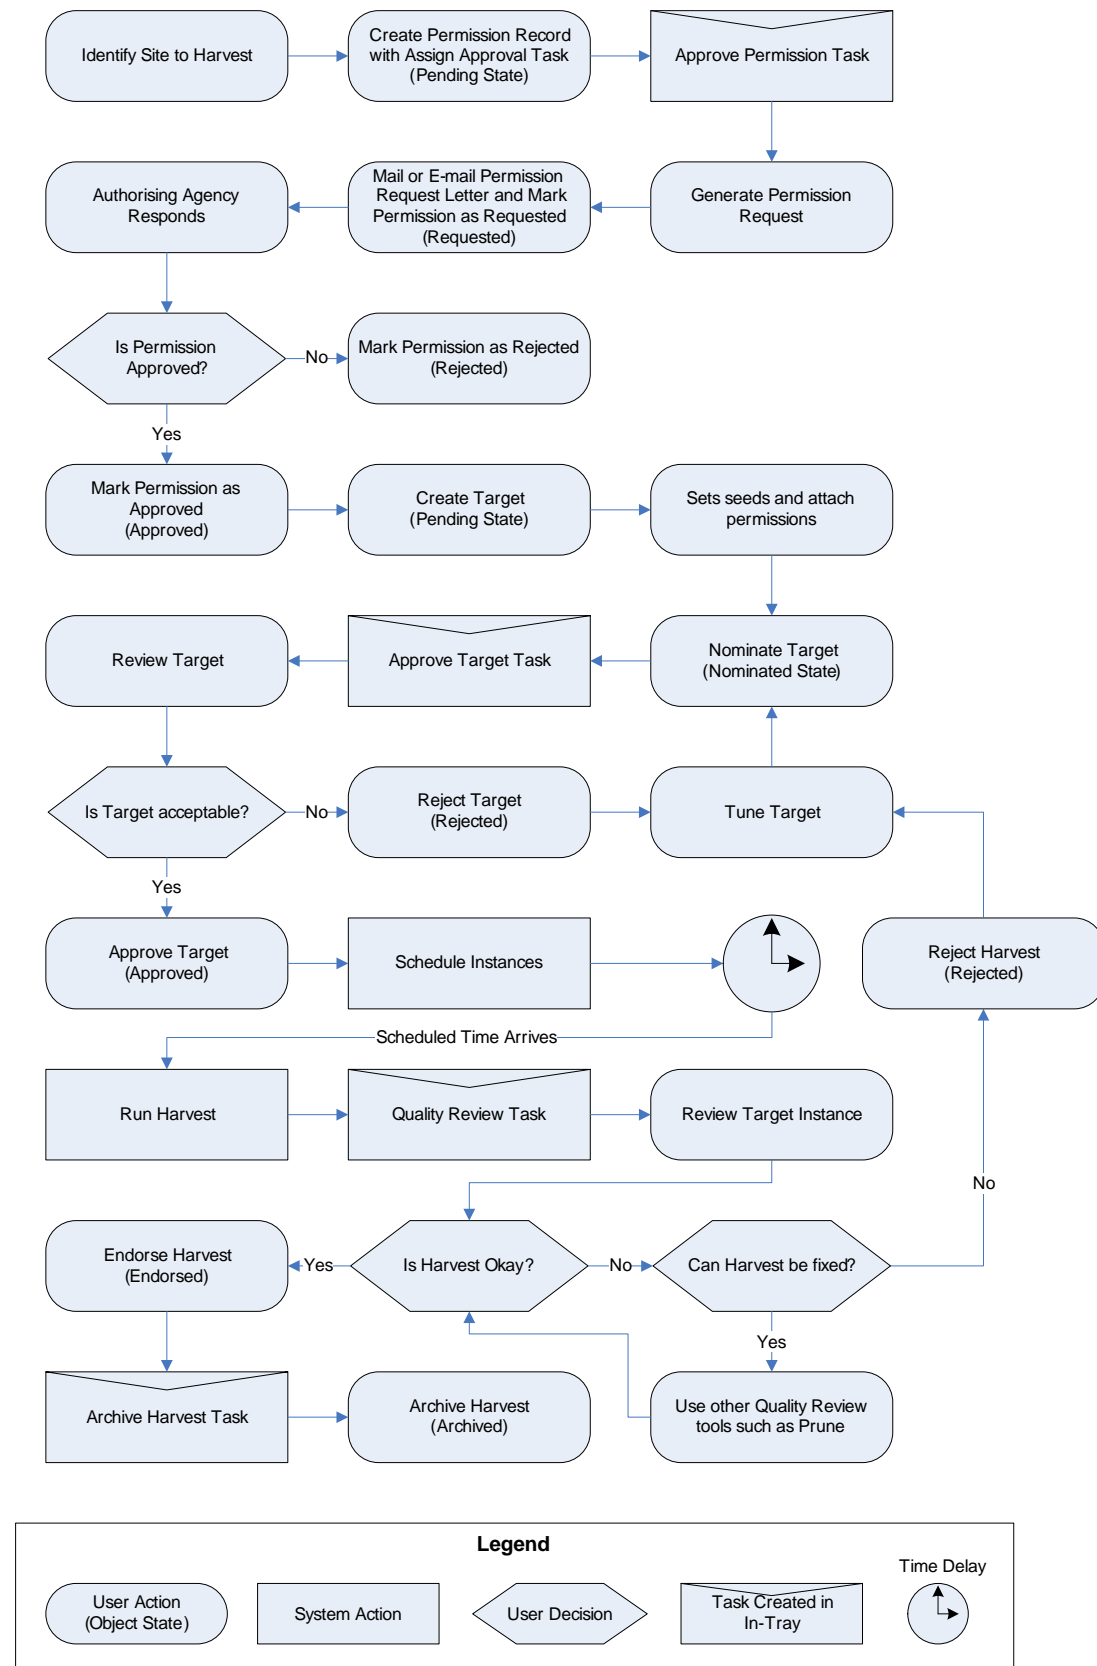 Identify Site to Harvest
Create Permission Record
with Assign Approval Task
(Pending State)
Approve Permission Task
Authorising Agency
Responds
Mail or E-mail Permission
Request Letter and Mark
Permission as Requested
(Requested)
Generate Permission
Request
Is Permission
Approved?
No
Mark Permission as Rejected
(Rejected)
Yes
Mark Permission as
Approved
(Approved)
Create Target
(Pending State)
Sets seeds and attach
permissions
Review Target
Approve Target Task
Nominate Target
(Nominated State)
Is Target acceptable?
No
Reject Target
(Rejected)
Tune Target
Yes
Approve Target
(Approved)
Schedule Instances
Reject Harvest
(Rejected)
Scheduled Time Arrives
Run Harvest
Quality Review Task
Review Target Instance
No
Endorse Harvest
(Endorsed)
Yes
Is Harvest Okay?
No
Can Harvest be fixed?
Yes
Archive Harvest Task
Archive Harvest
(Archived)
Use other Quality Review
tools such as Prune
Legend
Time Delay
User Action
(Object State)
System Action
User Decision
Task Created in
In-Tray